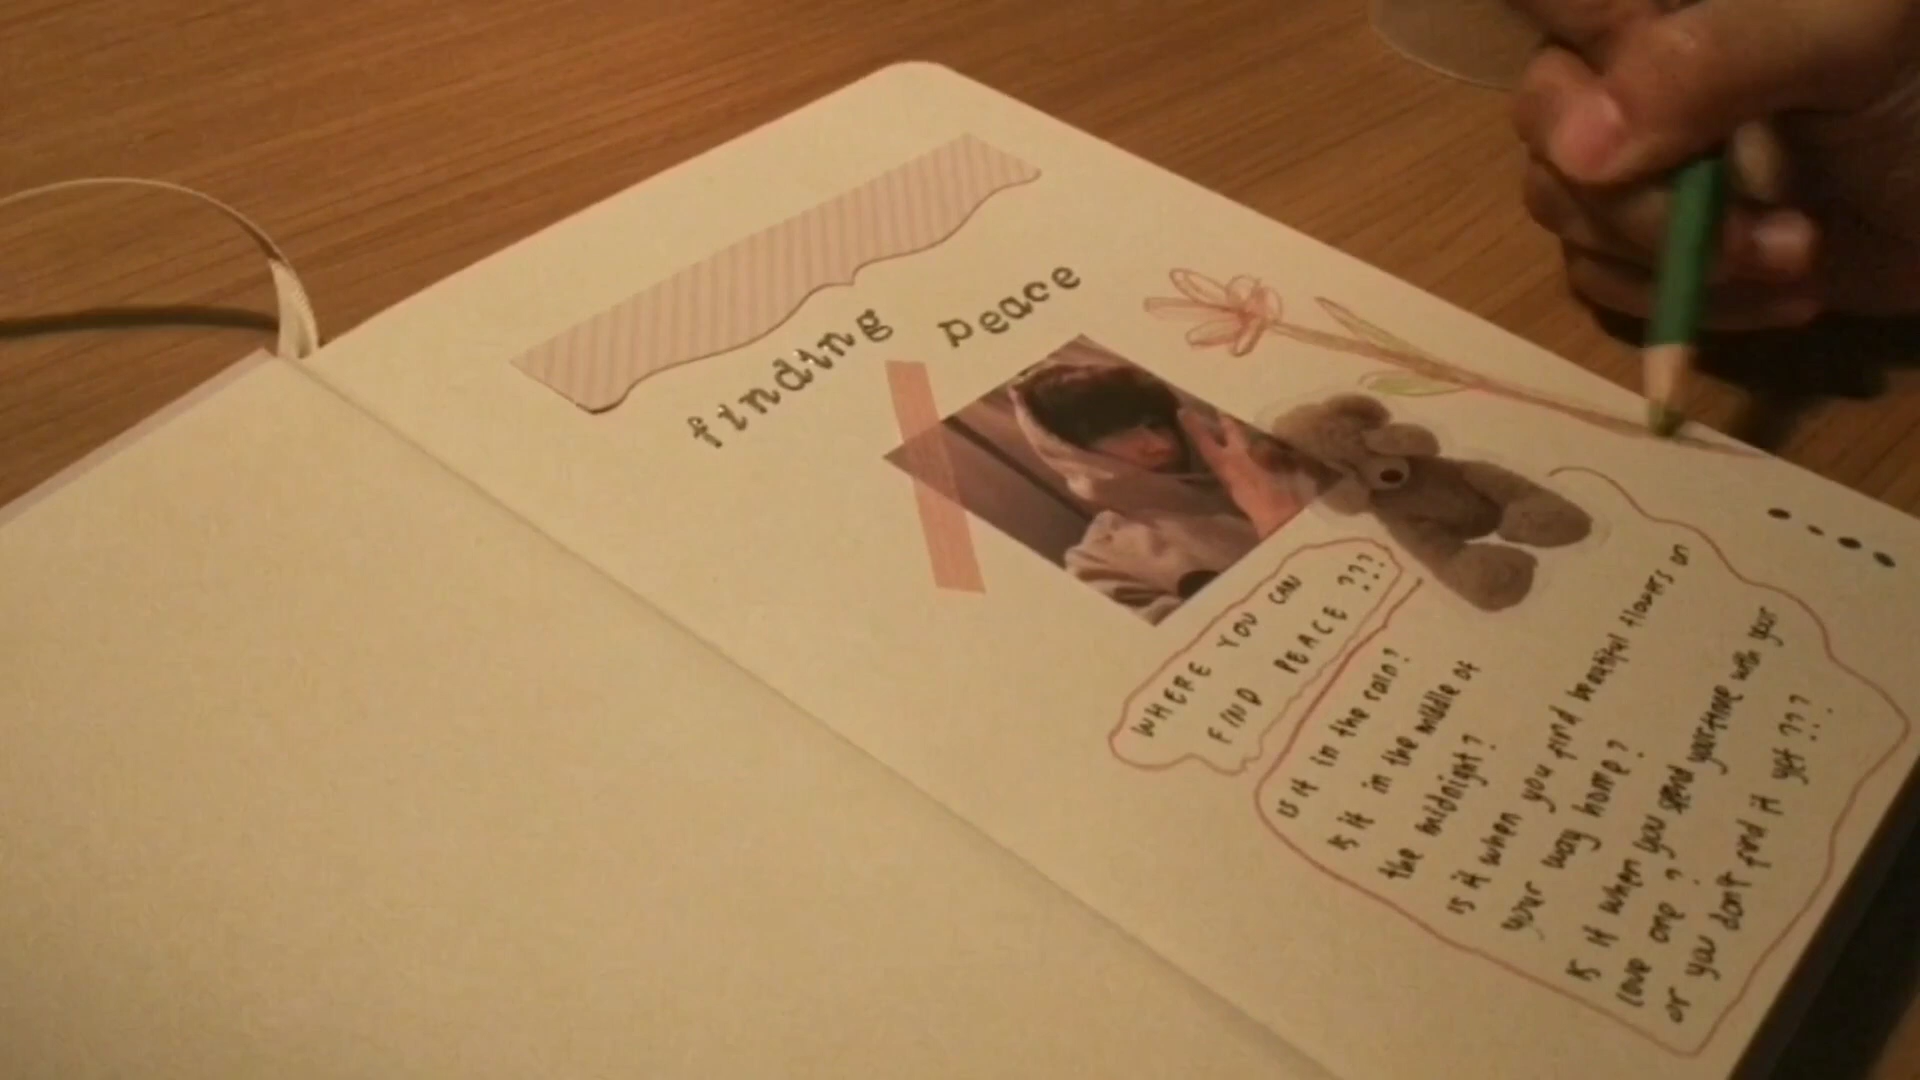 finding peace
WHERE YOU CAN
FIND PEACE ???
is it in the rain?
is it in the middle of
the midnight?
is it when you find beautiful flowers on
your way home?
is it when you spend your time with your
love one?
or you don't find it yet ???